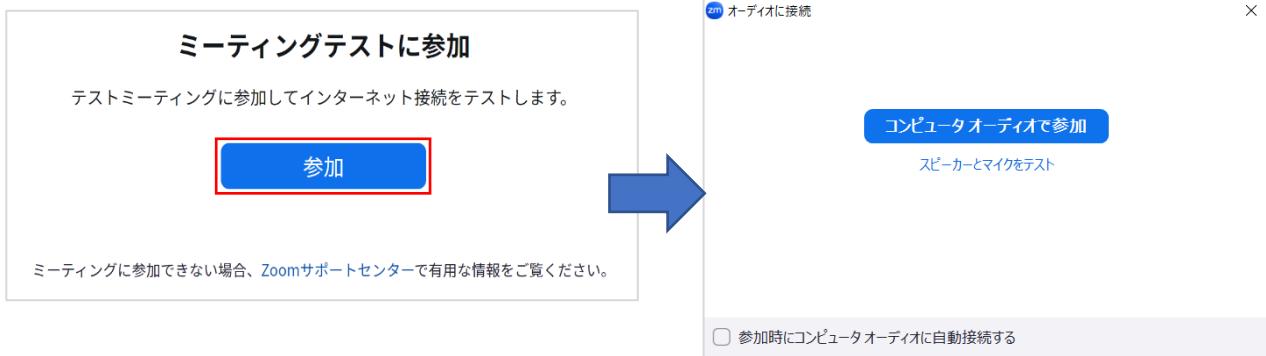 ミーティングテストに参加
テストミーティングに参加してインターネット接続をテストします。
参加
ミーティングに参加できない場合、Zoomサポートセンターで有用な情報をご覧ください。
zm オーディオに接続
コンピュータ オーディオで参加
スピーカーとマイクをテスト
参加時にコンピュータ オーディオに自動接続する